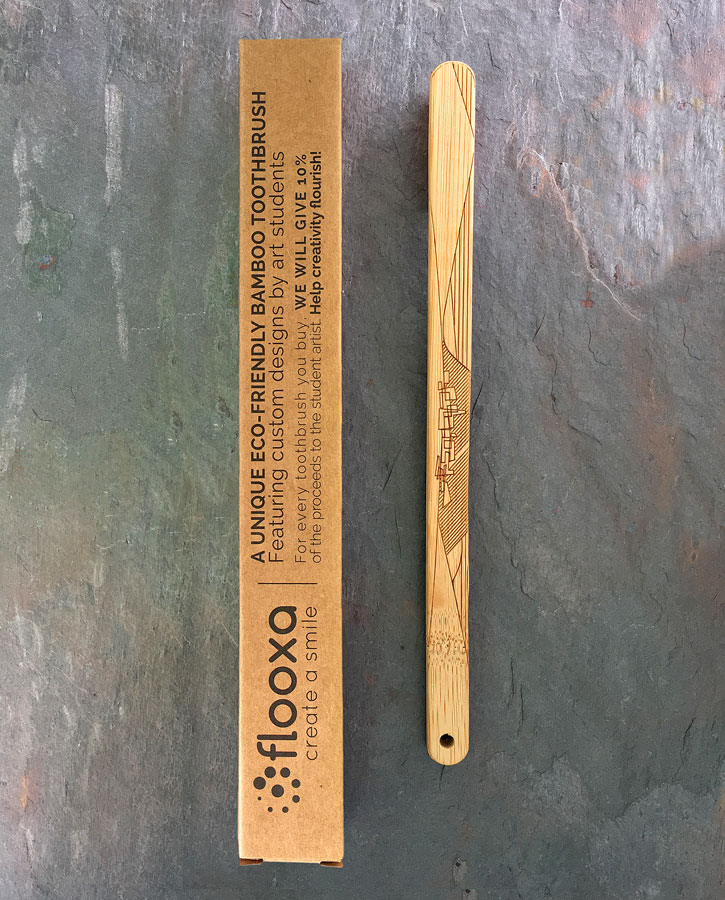 flooxa
create a smile
A UNIQUE ECO-FRIENDLY BAMBOO TOOTHBRUSH
Featuring custom designs by art students
For every toothbrush you buy, WE WILL GIVE 10%
of the proceeds to the student artist. Help creativity flourish!